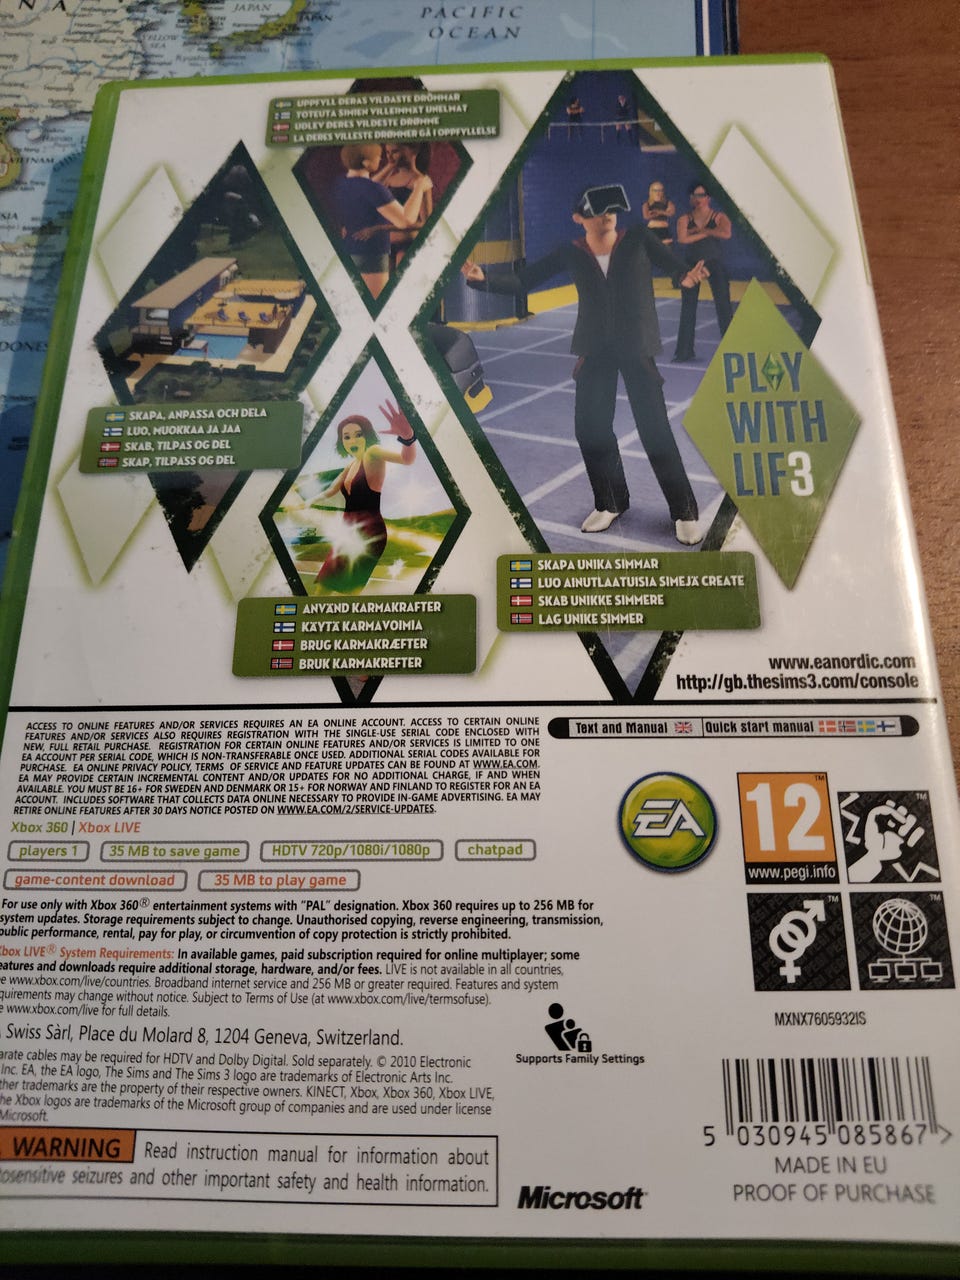 JAPAN
JAPAN
PACIFIC
OCEAN
YELLOW
SEA
VIETNAM
UPPFYLL DERAS VILDASTE DRÖMMAR
TOTEUTA SIMIEN VILLEIMMAT UNELMAT
UDLEV DERES VILDESTE DRØMME
LA DERES VILLESTE DRØMMER GÅ I OPPFYLLELSE
SKAPA, ANPASSA OCH DELA
LUO, MUOKKAA JA JAA
SKAB, TILPAS OG DEL
SKAP, TILPASS OG DEL
PLAY
WITH
LIF3
SKAPA UNIKA SIMMAR
LUO AINUTLAATUISIA SIMEJÄ CREATE
SKAB UNIKKE SIMMERE
LAG UNIKE SIMMER
ANVÄND KARMAKRAFTER
KÄYTÄ KARMAVOIMIA
BRUG KARMAKRÆFTER
BRUK KARMAKREFTER
www.eanordic.com
http://gb.thesims3.com/console
ACCESS TO ONLINE FEATURES AND/OR SERVICES REQUIRES AN EA ONLINE ACCOUNT. ACCESS TO CERTAIN ONLINE
FEATURES AND/OR SERVICES ALSO REQUIRES REGISTRATION WITH THE SINGLE-USE SERIAL CODE ENCLOSED WITH
NEW, FULL RETAIL PURCHASE. REGISTRATION FOR CERTAIN ONLINE FEATURES AND/OR SERVICES IS LIMITED TO ONE
EA ACCOUNT PER SERIAL CODE, WHICH IS NON-TRANSFERABLE ONCE USED. ADDITIONAL SERIAL CODES AVAILABLE FOR
PURCHASE. EA ONLINE PRIVACY POLICY, TERMS OF SERVICE AND FEATURE UPDATES CAN BE FOUND AT WWW.EA.COM.
EA MAY PROVIDE CERTAIN INCREMENTAL CONTENT AND/OR UPDATES FOR NO ADDITIONAL CHARGE, IF AND WHEN
AVAILABLE. YOU MUST BE 16+ FOR SWEDEN AND DENMARK OR 15+ FOR NORWAY AND FINLAND TO REGISTER FOR AN EA
ACCOUNT. INCLUDES SOFTWARE THAT COLLECTS DATA ONLINE NECESSARY TO PROVIDE IN-GAME ADVERTISING. EA MAY
RETIRE ONLINE FEATURES AFTER 30 DAYS NOTICE POSTED ON WWW.EA.COM/2/SERVICE-UPDATES.
Text and Manual Quick start manual
Xbox 360 | Xbox LIVE
players 1 35 MB to save game HDTV 720p/1080i/1080p chatpad
game-content download 35 MB to play game
EA
12
www.pegi.info
For use only with Xbox 360® entertainment systems with "PAL" designation. Xbox 360 requires up to 256 MB for
system updates. Storage requirements subject to change. Unauthorised copying, reverse engineering, transmission,
public performance, rental, pay for play, or circumvention of copy protection is strictly prohibited.
box LIVE® System Requirements: In available games, paid subscription required for online multiplayer; some
eatures and downloads require additional storage, hardware, and/or fees. LIVE is not available in all countries,
e www.xbox.com/live/countries. Broadband internet service and 256 MB or greater required. Features and system
quirements may change without notice. Subject to Terms of Use (at www.xbox.com/live/termsofuse).
e www.xbox.com/live for full details.
Swiss Sàrl, Place du Molard 8, 1204 Geneva, Switzerland.
arate cables may be required for HDTV and Dolby Digital. Sold separately. © 2010 Electronic
Inc. EA, the EA logo, The Sims and The Sims 3 logo are trademarks of Electronic Arts Inc.
ther trademarks are the property of their respective owners. KINECT, Xbox, Xbox 360, Xbox LIVE,
he Xbox logos are trademarks of the Microsoft group of companies and are used under license
Microsoft.
Supports Family Settings
MXNX7605932IS
WARNING Read instruction manual for information about
otosensitive seizures and other important safety and health information.
Microsoft
5 030945 085867 >
MADE IN EU
PROOF OF PURCHASE